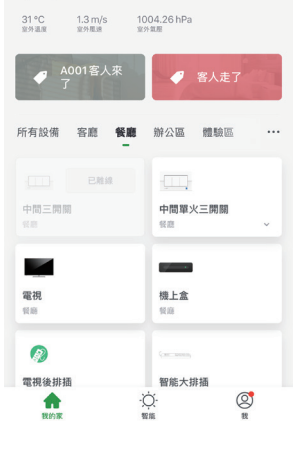 31 °C 1.3 m/s 1004.26 hPa
室外溫度 室外風速 室外氣壓
A001客人來
了
客人走了
所有設備 客廳 餐廳 辦公區 體驗區 •••
已離線
中間三開關
餐廳
中間單火三開關
餐廳
電視
餐廳
機上盒
餐廳
電視後排插
智能大排插
我的家 智能 我